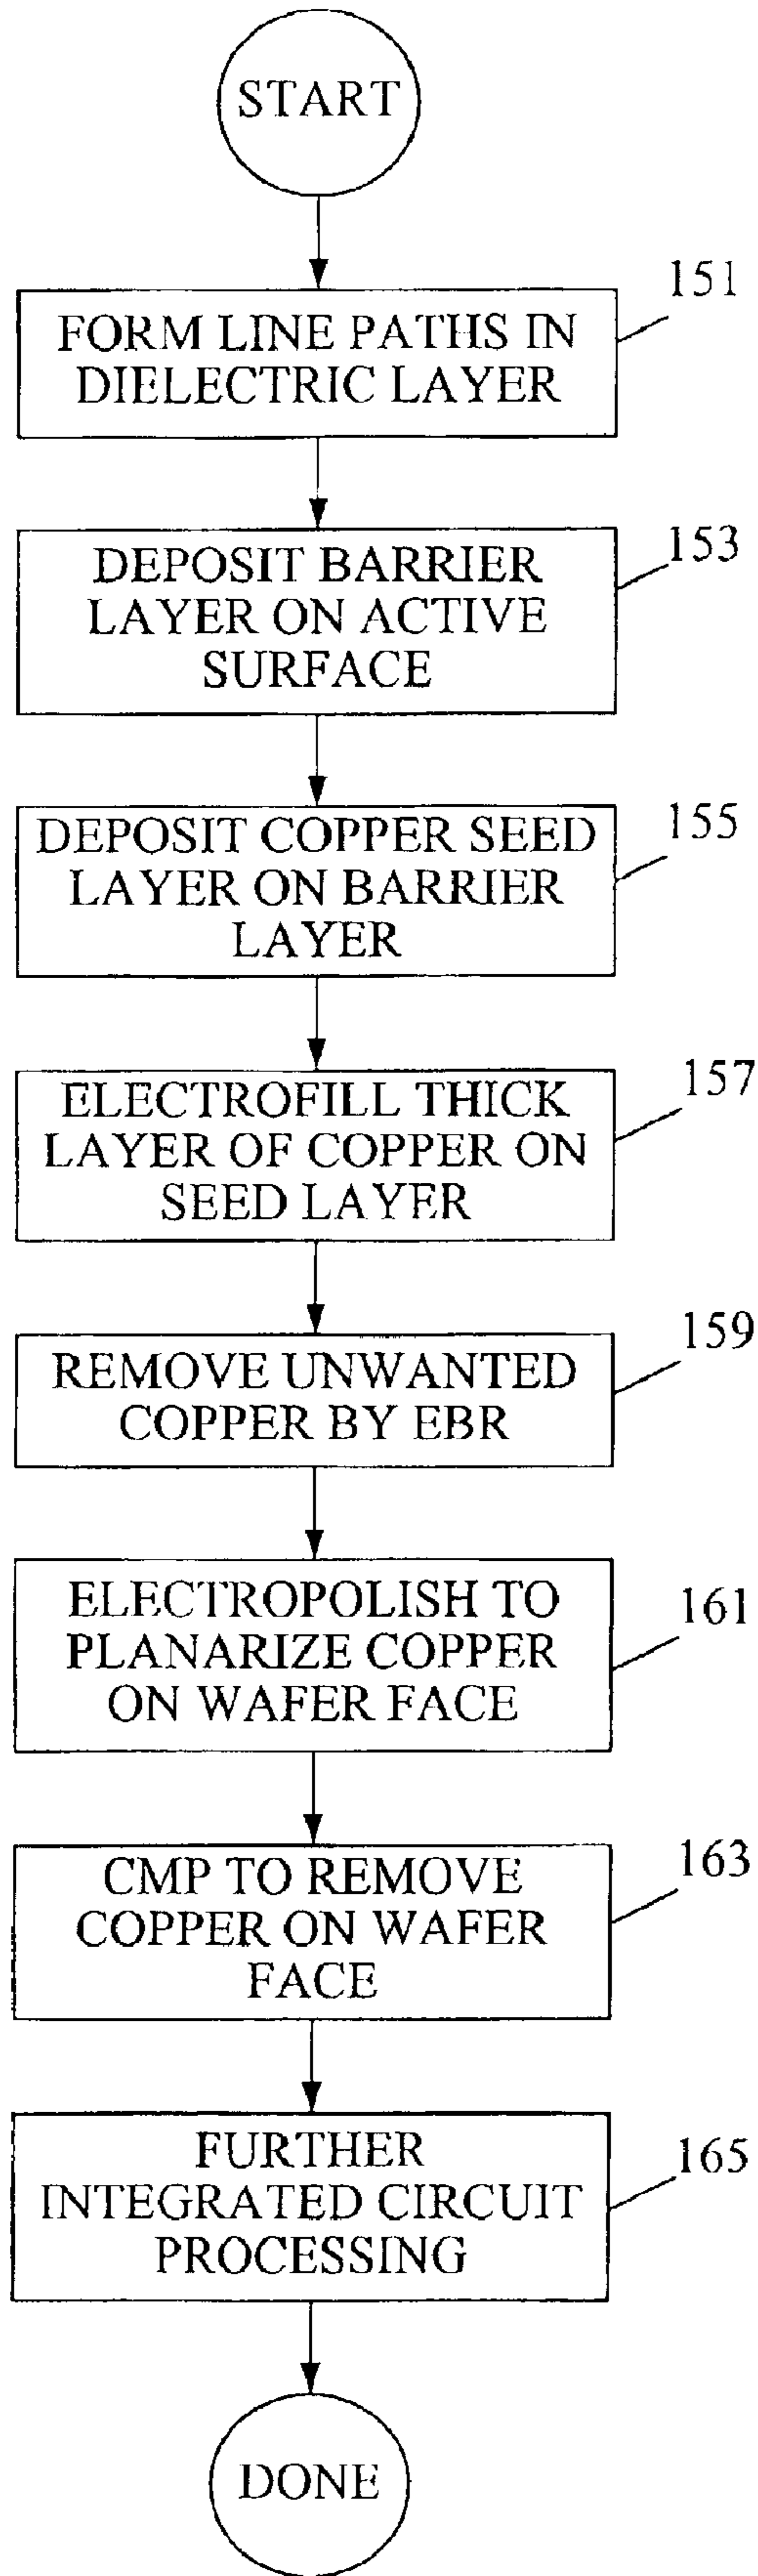 START
151
FORM LINE PATHS IN
DIELECTRIC LAYER
153
DEPOSIT BARRIER
LAYER ON ACTIVE
SURFACE
155
DEPOSIT COPPER SEED
LAYER ON BARRIER
LAYER
157
ELECTROFILL THICK
LAYER OF COPPER ON
SEED LAYER
159
REMOVE UNWANTED
COPPER BY EBR
161
ELECTROPOLISH TO
PLANARIZE COPPER
ON WAFER FACE
163
CMP TO REMOVE
COPPER ON WAFER
FACE
165
FURTHER
INTEGRATED CIRCUIT
PROCESSING
DONE